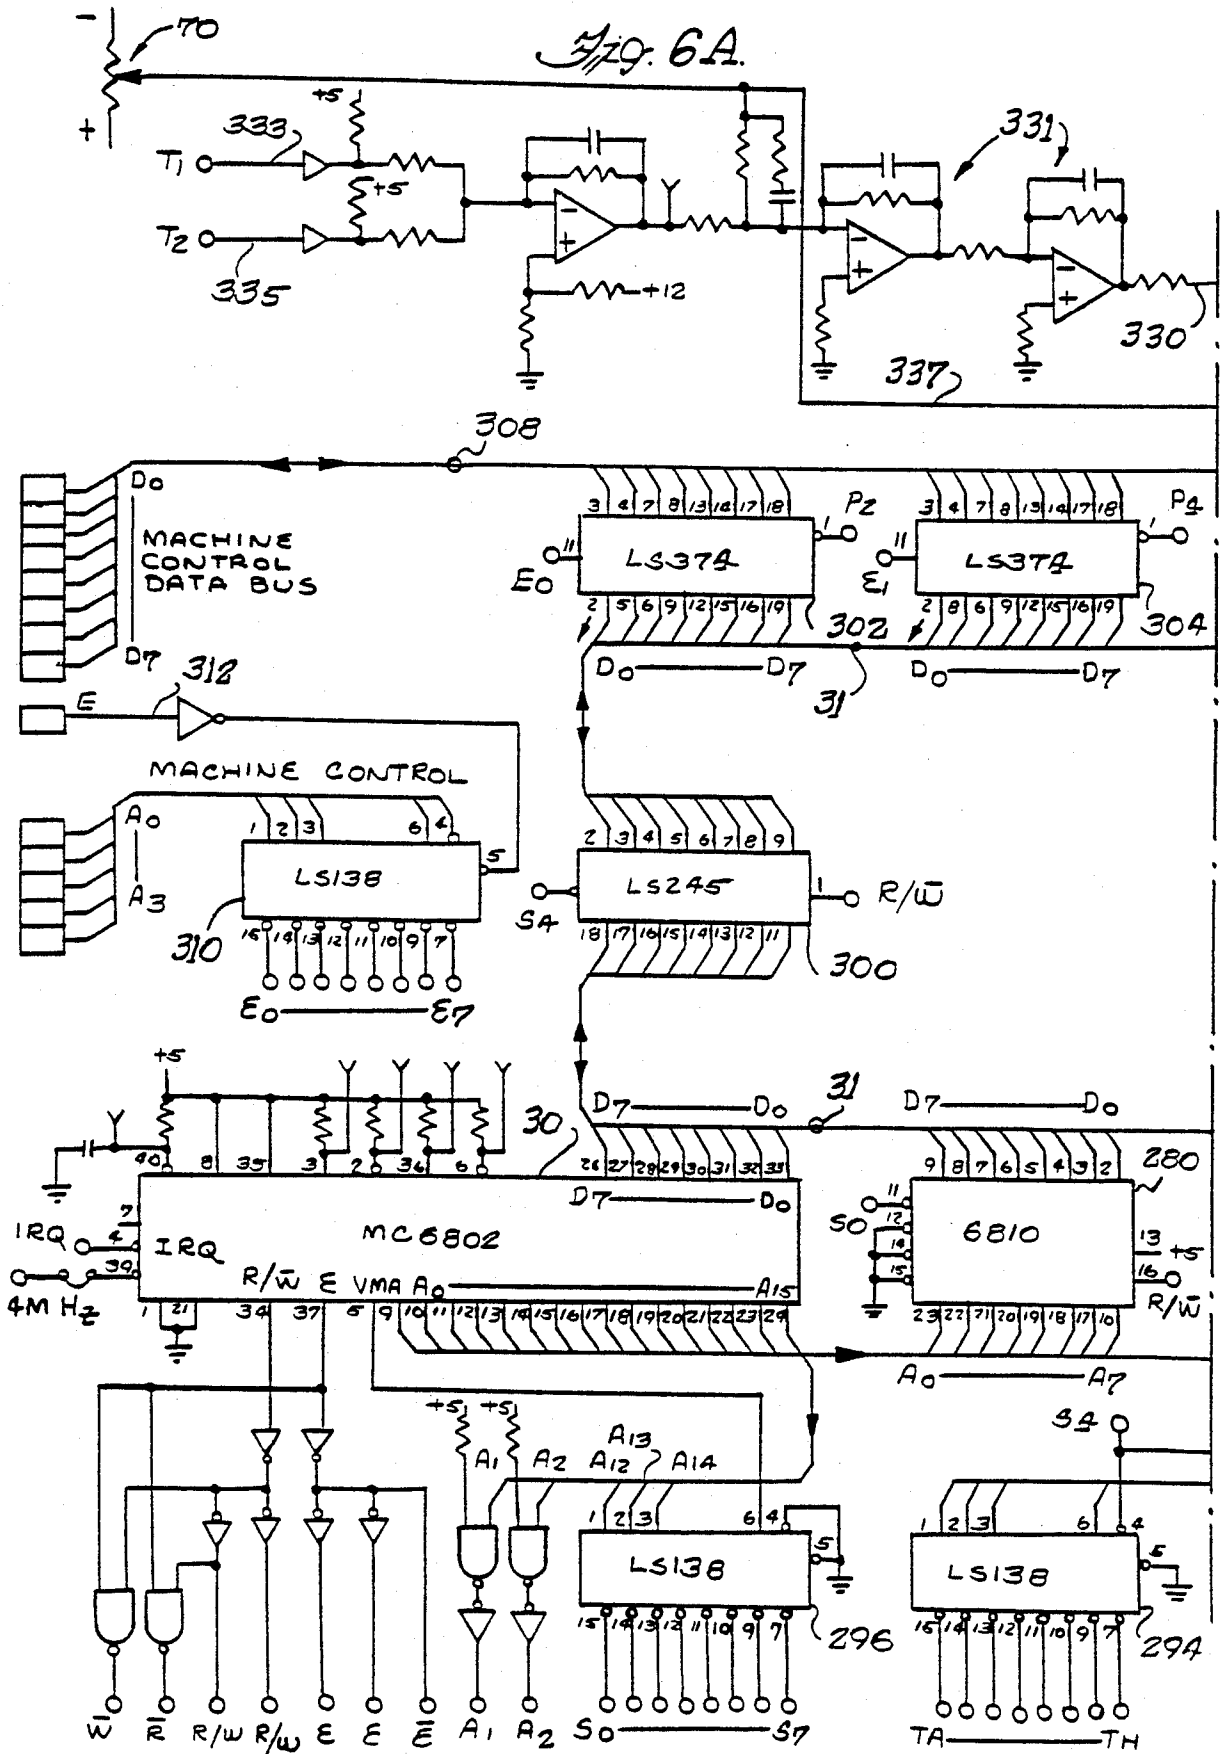 Fig. 6A.
-
70
+
+5
333
T1
+5
T2
335
331
-
+
+12
-
+
-
+
330
337
308
D0
MACHINE
CONTROL
DATA BUS
D7
3 4 7 8 13 14 17 18
P2
1
LS374
11
E0
2 5 6 9 12 15 16 19
302
3 4 7 8 13 14 17 18
P4
1
LS374
11
E1
2 8 6 9 12 15 16 19
304
D0 D7
31
D0 D7
E
312
MACHINE CONTROL
A0
A3
1 2 3 6 4
5
LS138
310
15 14 13 12 11 10 9 7
E0 E7
2 3 4 5 6 7 8 9
LS245
S4
1
R/W̅
18 17 16 15 14 13 12 11
300
+5
30
D7 D0
31
D7 D0
40 8 35 3 2 36 6
26 27 28 29 30 31 32 33
9 8 7 6 5 4 3 2
280
D7 D0
7
IRQ
4
IRQ
MC6802
39
4MHz
R/W̅ E VMA A0 A15
1 21 34 37 5 9 10 11 12 13 14 15 16 17 18 19 20 21 22 23 24
11
S0
12
14
15
6810
13
+5
16
R/W̅
23 22 21 20 19 18 17 10
A0 A7
+5
+5
A1
A2
A12
A13
A14
S4
1 2 3 6 4
5
LS138
296
15 14 13 12 11 10 9 7
1 2 3 6 4
5
LS138
294
15 14 13 12 11 10 9 7
W̅ R̅ R/W R/W E E E̅ A1 A2 S0 S7 TA TH